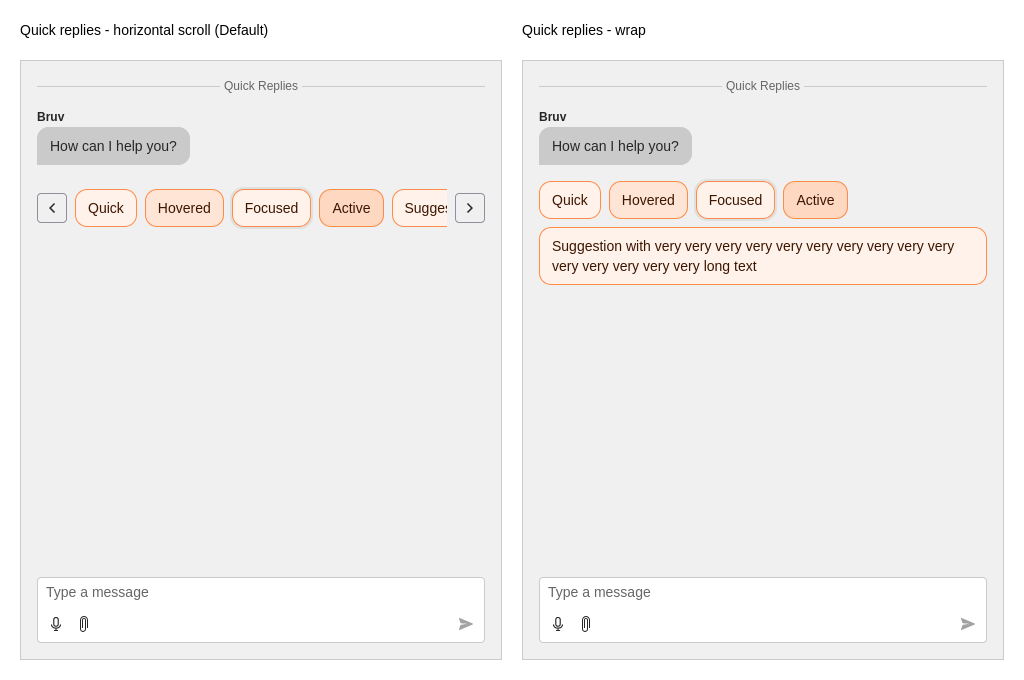 Quick replies - horizontal scroll (Default)
Quick Replies
Bruv
How can I help you?
Quick
Hovered
Focused
Active
Sugges
Type a message
Quick replies - wrap
Quick Replies
Bruv
How can I help you?
Quick
Hovered
Focused
Active
Suggestion with very very very very very very very very very very
very very very very very long text
Type a message